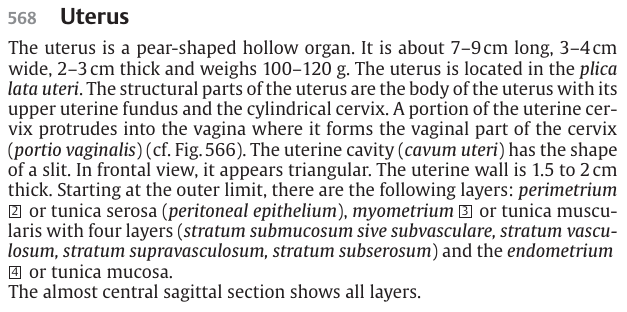 568 Uterus
The uterus is a pear-shaped hollow organ. It is about 7–9 cm long, 3–4 cm
wide, 2–3 cm thick and weighs 100–120 g. The uterus is located in the plica
lata uteri. The structural parts of the uterus are the body of the uterus with its
upper uterine fundus and the cylindrical cervix. A portion of the uterine cer-
vix protrudes into the vagina where it forms the vaginal part of the cervix
(portio vaginalis) (cf. Fig. 566). The uterine cavity (cavum uteri) has the shape
of a slit. In frontal view, it appears triangular. The uterine wall is 1.5 to 2 cm
thick. Starting at the outer limit, there are the following layers: perimetrium
2 or tunica serosa (peritoneal epithelium), myometrium 3 or tunica muscu-
laris with four layers (stratum submucosum sive subvasculare, stratum vascu-
losum, stratum supravasculosum, stratum subserosum) and the endometrium
4 or tunica mucosa.
The almost central sagittal section shows all layers.